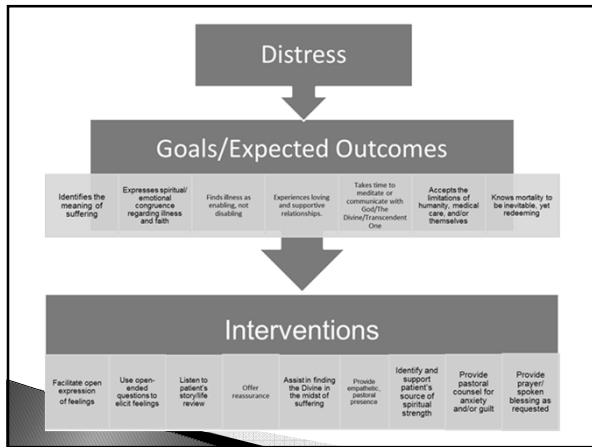 Distress
Goals/Expected Outcomes
Identifies the
meaning of
suffering
Expresses spiritual/
emotional
congruence
regarding illness
and faith
Finds illness as
enabling, not
disabling
Experiences loving
and supportive
relationships.
Takes time to
meditate or
communicate with
God/The
Divine/Transcendent
One
Accepts the
limitations of
humanity, medical
care, and/or
themselves
Knows mortality to
be inevitable, yet
redeeming
Interventions
Facilitate open
expression
of feelings
Use open-
ended
questions to
elicit feelings
Listen to
patient's
story/life
review
Offer
reassurance
Assist in finding
the Divine in
the midst of
suffering
Provide
empathetic,
pastoral
presence
Identify and
support
patient's
source of
spiritual
strength
Provide
pastoral
counsel for
anxiety
and/or guilt
Provide
prayer/
spoken
blessing as
requested